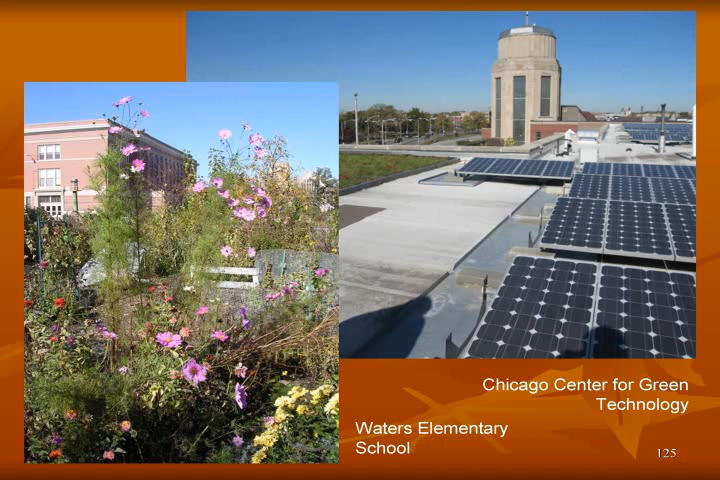 Chicago Center for Green
Technology
Waters Elementary
School
125